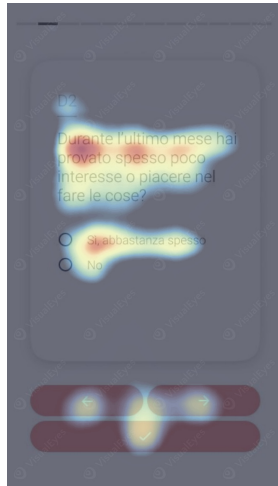 D2
Durante l'ultimo mese hai
provato spesso poco
interesse o piacere nel
fare le cose?
Sì, abbastanza spesso
No